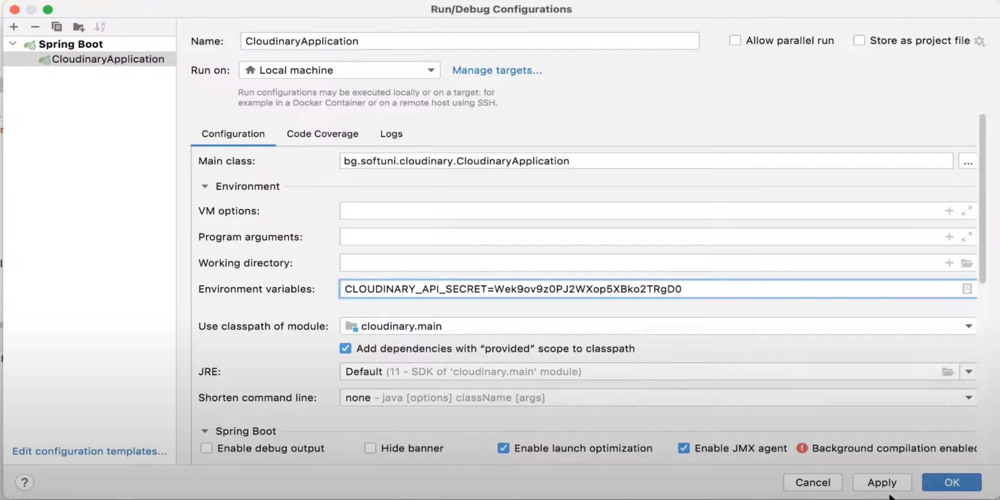 Run/Debug Configurations
Spring Boot
CloudinaryApplication
Name: CloudinaryApplication
Allow parallel run
Store as project file
Run on: Local machine
Manage targets...
Run configurations may be executed locally or on a target: for
example in a Docker Container or on a remote host using SSH.
Configuration Code Coverage Logs
Main class: bg.softuni.cloudinary.CloudinaryApplication
...
Environment
VM options:
Program arguments:
Working directory:
Environment variables: CLOUDINARY_API_SECRET=Wek9ov9z0PJ2WXop5XBko2TRgD0
Use classpath of module: cloudinary.main
Add dependencies with “provided” scope to classpath
JRE: Default (11 - SDK of 'cloudinary.main' module)
Shorten command line: none - java [options] className [args]
Spring Boot
Enable debug output
Hide banner
Enable launch optimization
Enable JMX agent
Background compilation enabled
Edit configuration templates...
?
Cancel
Apply
OK